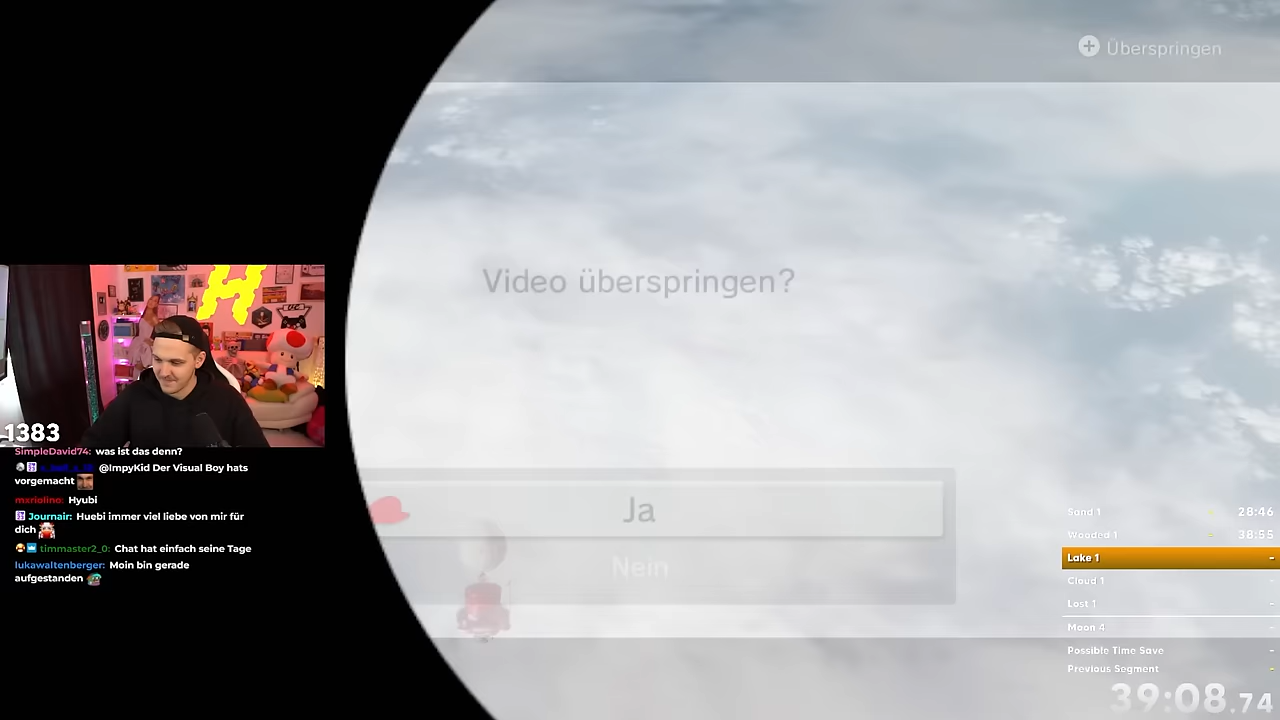 Überspringen
Video überspringen?
Ja
Nein
1383
SimpleDavid74: was ist das denn?
@ImpyKid Der Visual Boy hats
vorgemacht
mxrialino: Hyubi
Journair: Huebi immer viel liebe von mir für
dich
timmaster2_0: Chat hat einfach seine Tage
lukawaltenberger: Moin bin gerade
aufgestanden
Sand 1 - 28:46
Wooded 1 - 38:55
Lake 1 -
Cloud 1 -
Lost 1 -
Moon 4 -
Possible Time Save -
Previous Segment -
39:08.74